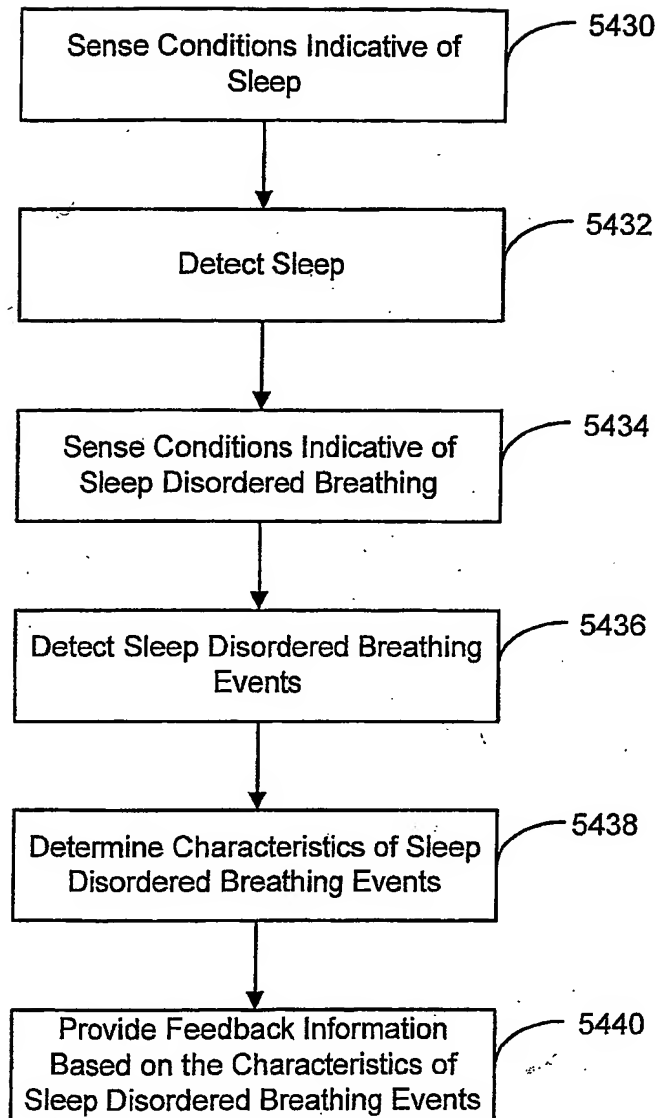 Sense Conditions Indicative of
Sleep
5430
Detect Sleep
5432
Sense Conditions Indicative of
Sleep Disordered Breathing
5434
Detect Sleep Disordered Breathing
Events
5436
Determine Characteristics of Sleep
Disordered Breathing Events
5438
Provide Feedback Information
Based on the Characteristics of
Sleep Disordered Breathing Events
5440